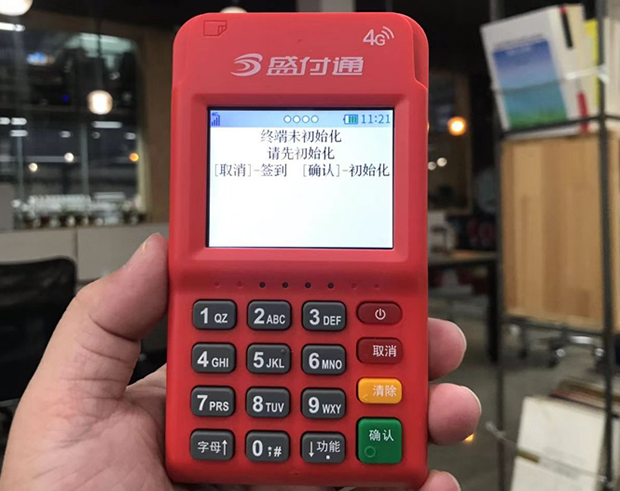 4G
盛付通
11:21
终端未初始化
请先初始化
[取消]-签到 [确认]-初始化
1 QZ 2 ABC 3 DEF
4 GHI 5 JKL 6 MNO 取消
7 PRS 8 TUV 9 WXY 清除
字母↑ 0 ;# ↓功能 确认